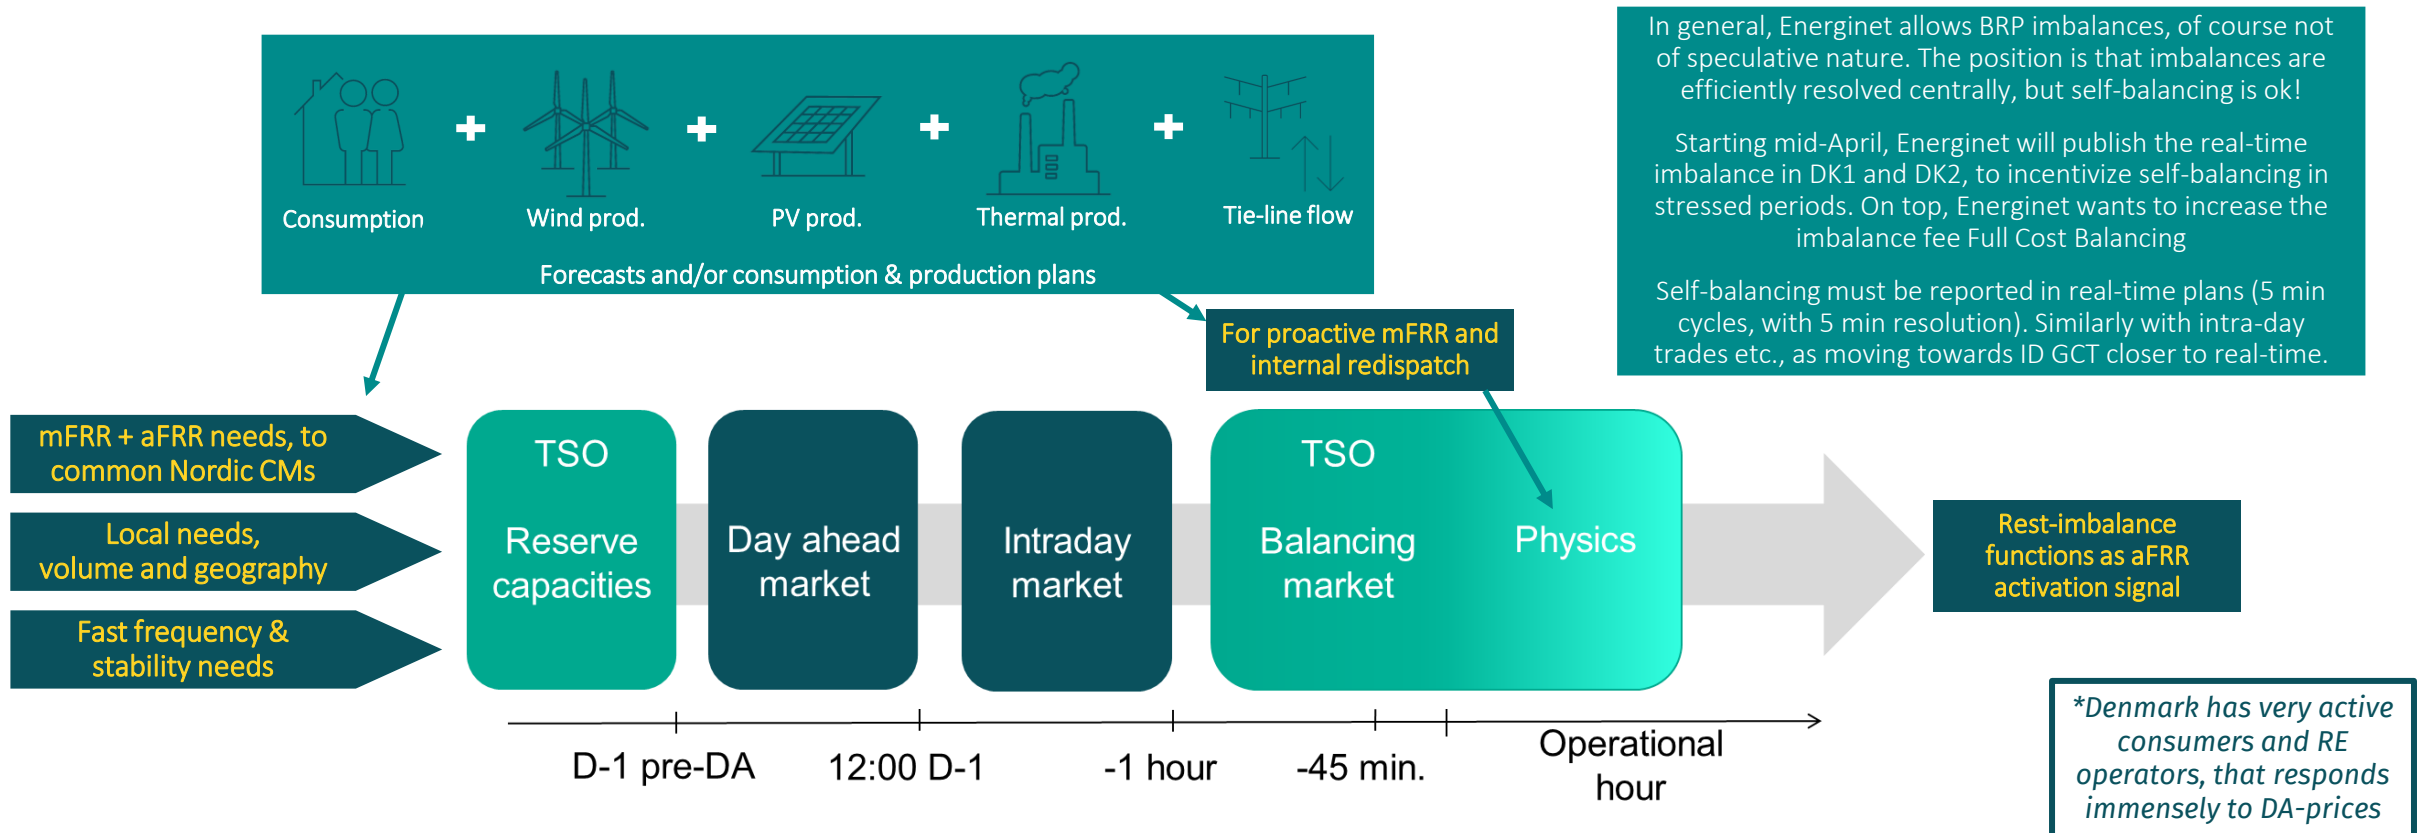 In general, Energinet allows BRP imbalances, of course not
of speculative nature. The position is that imbalances are
efficiently resolved centrally, but self-balancing is ok!
Starting mid-April, Energinet will publish the real-time
imbalance in DK1 and DK2, to incentivize self-balancing in
stressed periods. On top, Energinet wants to increase the
imbalance fee Full Cost Balancing
Self-balancing must be reported in real-time plans (5 min
cycles, with 5 min resolution). Similarly with intra-day
trades etc., as moving towards ID GCT closer to real-time.
Consumption
Wind prod.
PV prod.
Thermal prod.
Tie-line flow
Forecasts and/or consumption & production plans
For proactive mFRR and
internal redispatch
mFRR + aFRR needs, to
common Nordic CMs
Local needs,
volume and geography
Fast frequency &
stability needs
TSO
Reserve
capacities
Day ahead
market
Intraday
market
TSO
Balancing
market
Physics
Rest-imbalance
functions as aFRR
activation signal
D-1 pre-DA
12:00 D-1
-1 hour
-45 min.
Operational
hour
*Denmark has very active
consumers and RE
operators, that responds
immensely to DA-prices